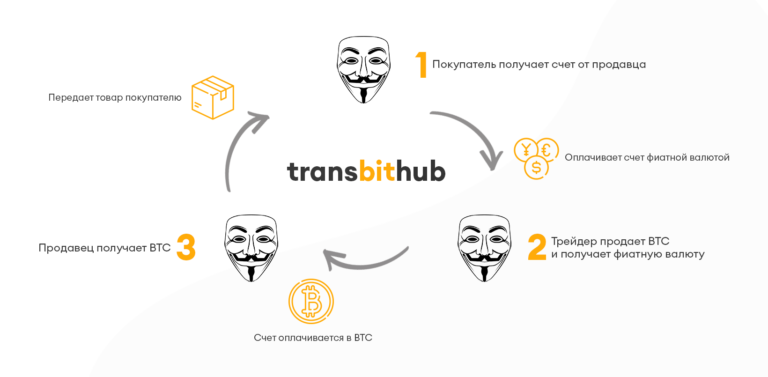 1 Покупатель получает счет от продавца
Передает товар покупателю
Оплачивает счет фиатной валютой
transbithub
Продавец получает BTC 3
2 Трейдер продает BTC
и получает фиатную валюту
Счет оплачивается в BTC